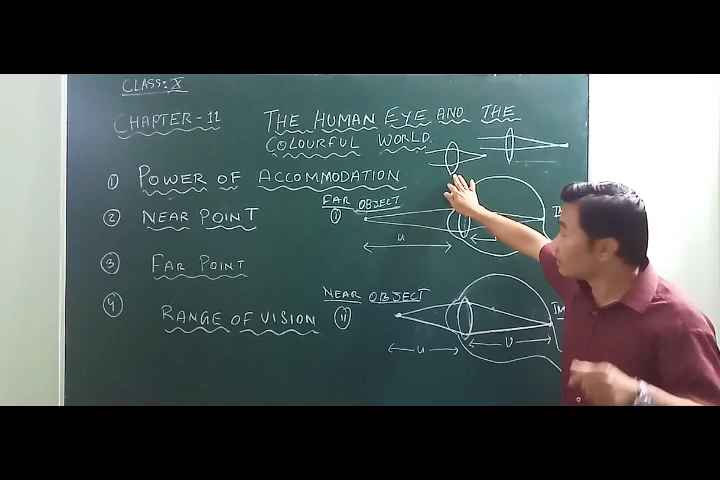 CLASS: X
CHAPTER-11
THE HUMAN EYE AND THE
COLOURFUL WORLD.
① POWER OF ACCOMMODATION
② NEAR POINT
③ FAR POINT
④ RANGE OF VISION
FAR OBJECT
(i)
u
NEAR OBJECT
(ii)
u
v